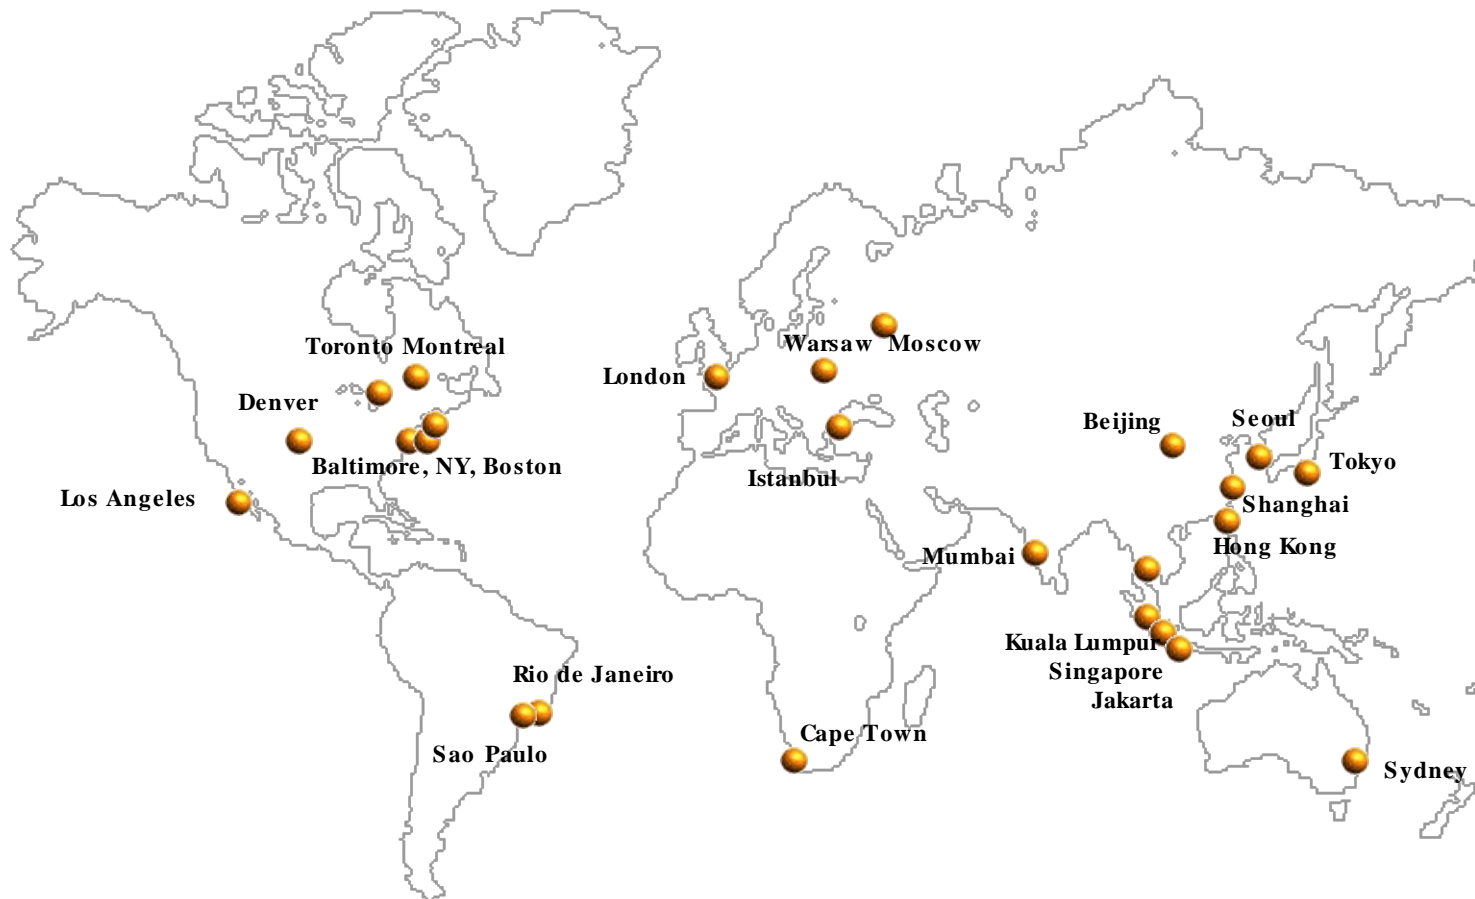 Toronto Montreal
Warsaw Moscow
London
Denver
Beijing
Seoul
Baltimore, NY, Boston
Tokyo
Istanbul
Los Angeles
Shanghai
Hong Kong
Mumbai
Kuala Lumpur
Singapore
Rio de Janeiro
Jakarta
Cape Town
Sao Paulo
Sydney